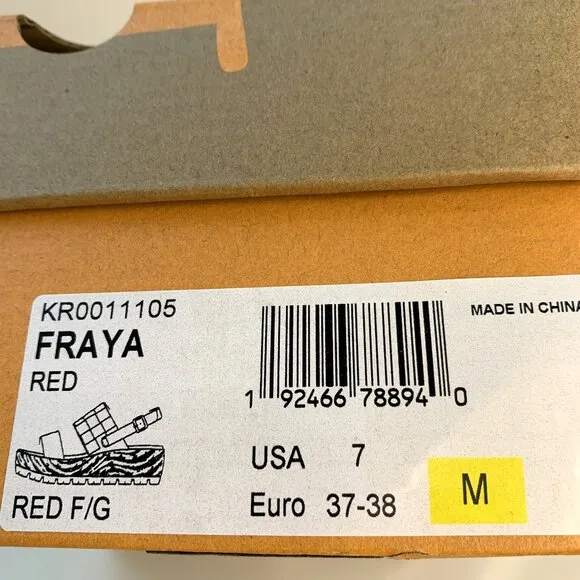 KR0011105
FRAYA
RED
RED F/G
1 92466 78894 0
USA 7
Euro 37-38
M
MADE IN CHINA